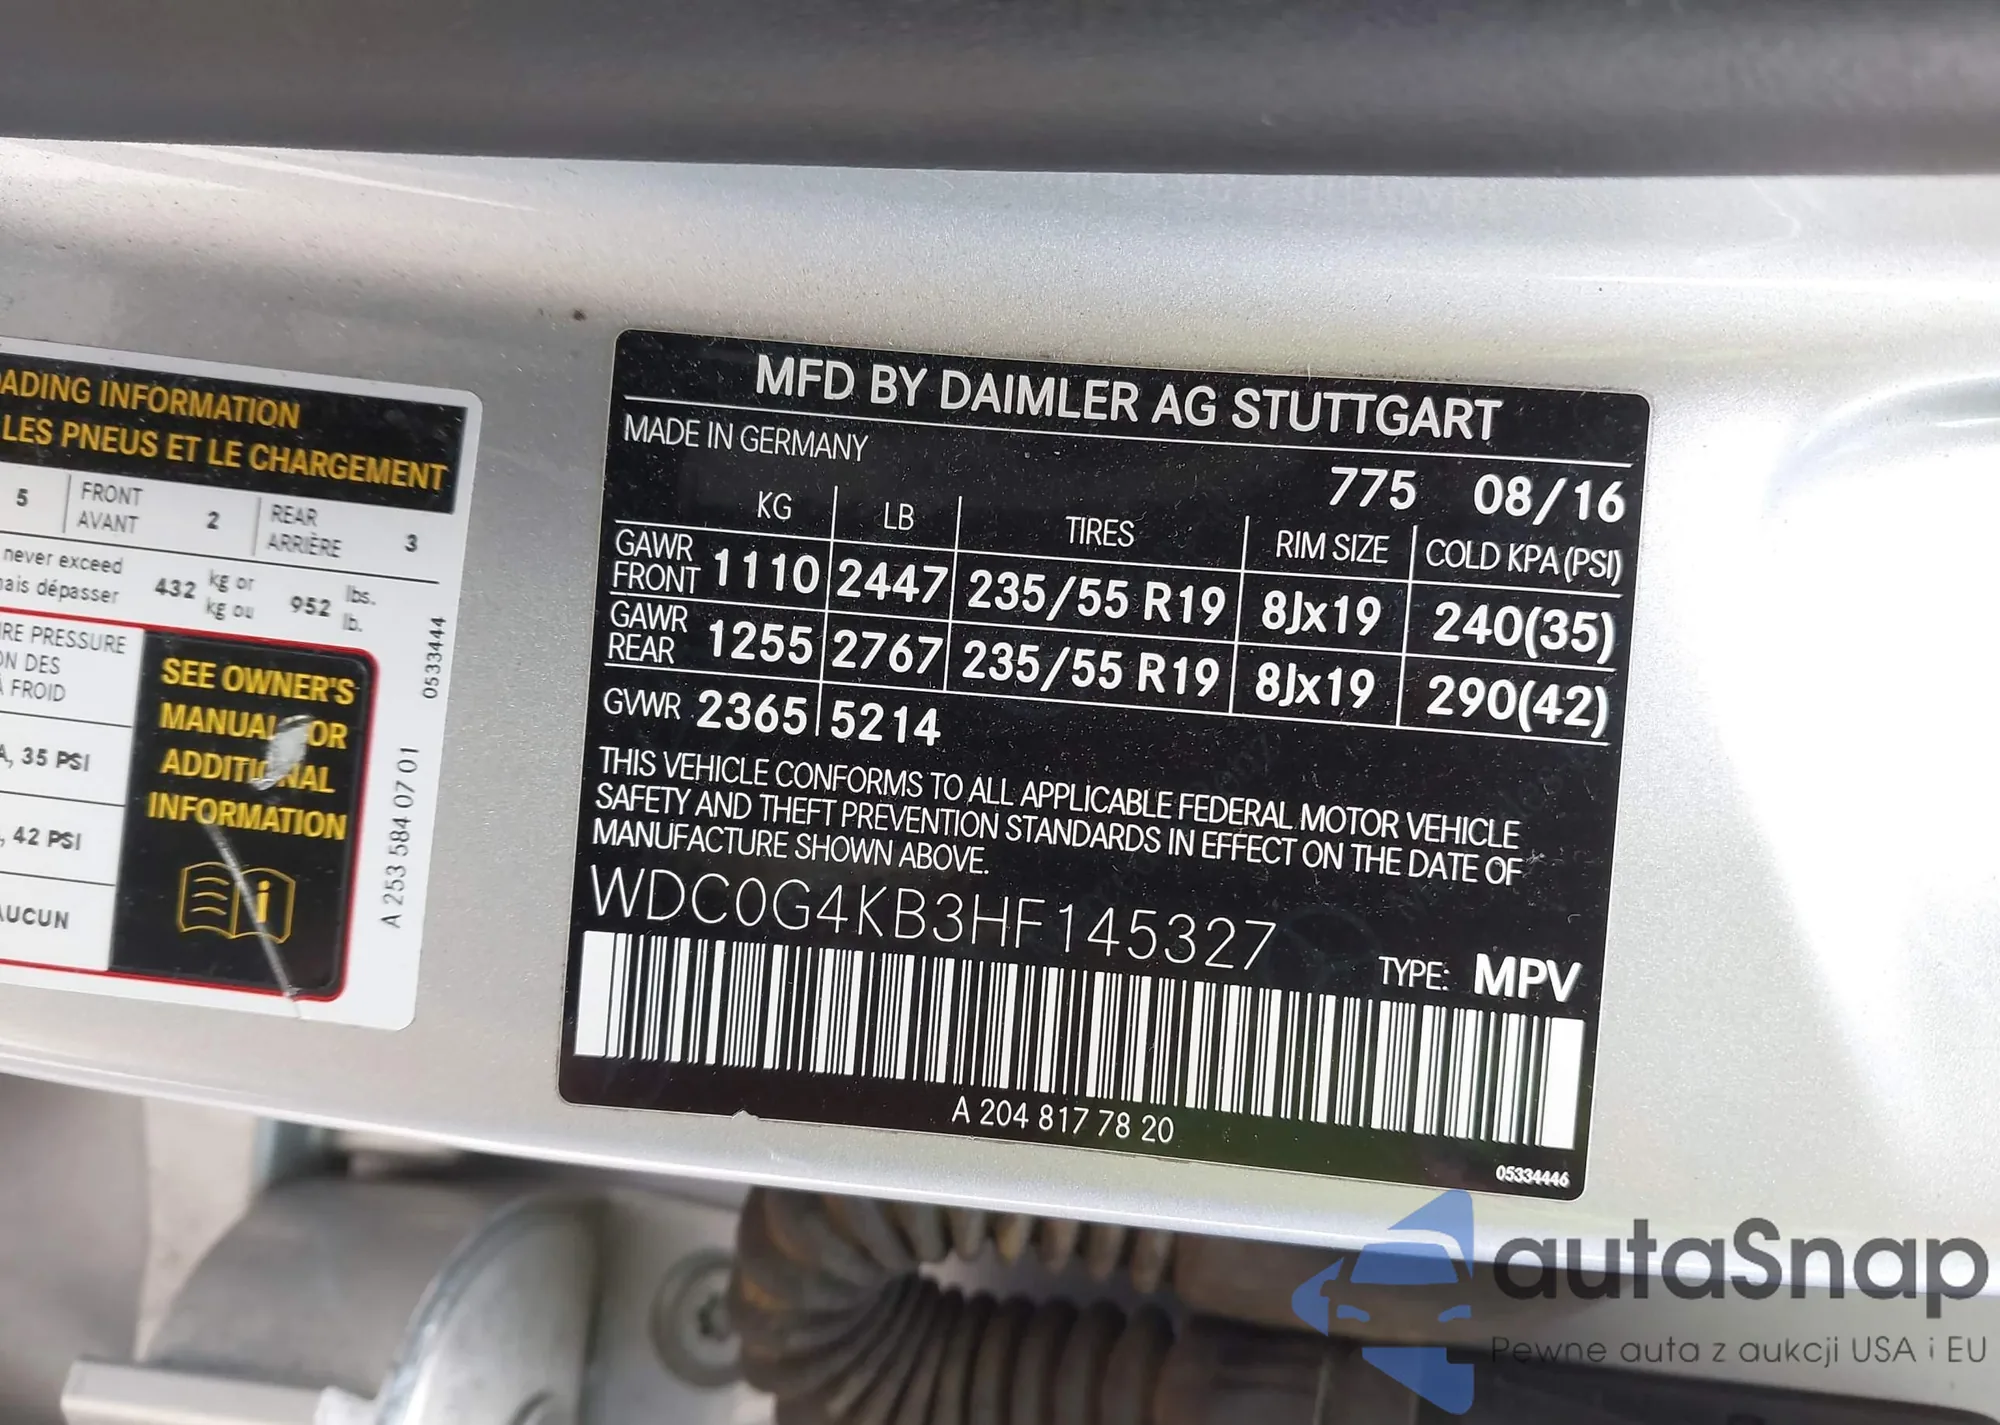 ADING INFORMATION
LES PNEUS ET LE CHARGEMENT
5 FRONT AVANT 2 REAR ARRIÈRE 3
never exceed
mais dépasser 432 kg or kg ou 952 lbs. lb.
RE PRESSURE
ON DES
À FROID
A, 35 PSI
, 42 PSI
AUCUN
SEE OWNER'S
MANUAL FOR
ADDITIONAL
INFORMATION
i
0533444
A 253 584 07 01
MFD BY DAIMLER AG STUTTGART
MADE IN GERMANY
775 08/16
KG LB TIRES RIM SIZE COLD KPA (PSI)
GAWR FRONT 1110 2447 235/55 R19 8Jx19 240(35)
GAWR REAR 1255 2767 235/55 R19 8Jx19 290(42)
GVWR 2365 5214
THIS VEHICLE CONFORMS TO ALL APPLICABLE FEDERAL MOTOR VEHICLE
SAFETY AND THEFT PREVENTION STANDARDS IN EFFECT ON THE DATE OF
MANUFACTURE SHOWN ABOVE.
WDC0G4KB3HF145327
TYPE: MPV
A 204 817 78 20
05334446
autaSnap
Pewne auta z aukcji USA i EU